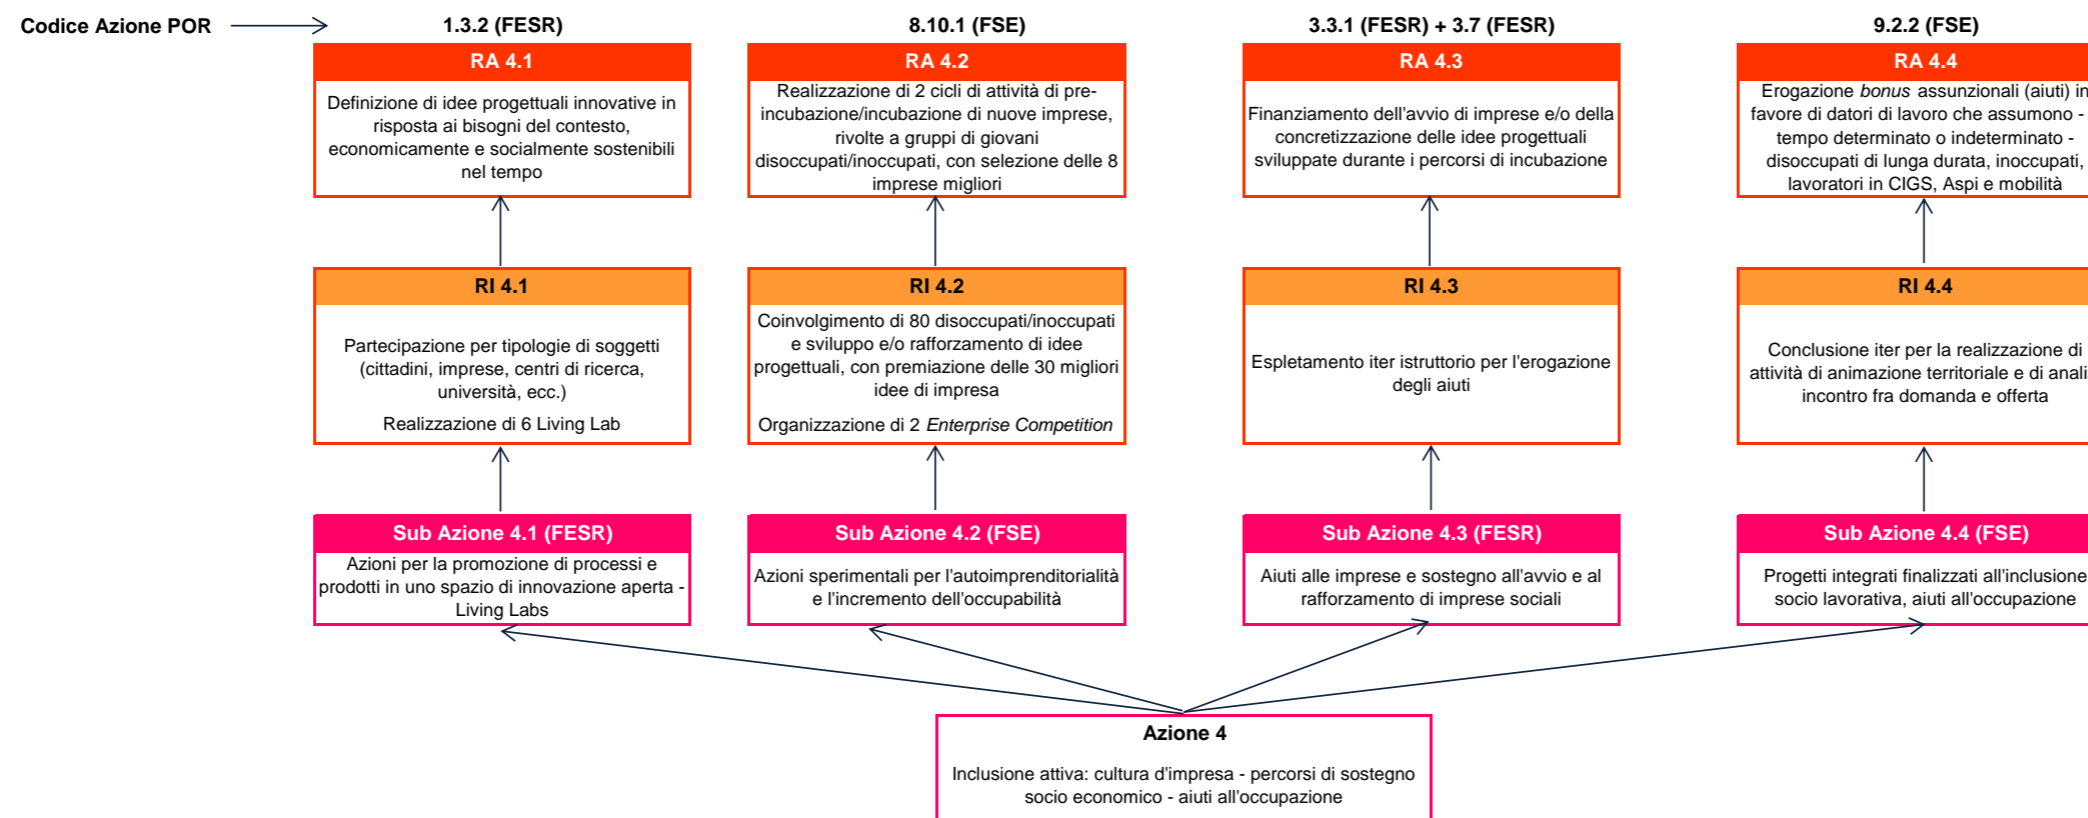 Codice Azione POR
1.3.2 (FESR)
8.10.1 (FSE)
3.3.1 (FESR) + 3.7 (FESR)
9.2.2 (FSE)
RA 4.1
Definizione di idee progettuali innovative in
risposta ai bisogni del contesto,
economicamente e socialmente sostenibili
nel tempo
RA 4.2
Realizzazione di 2 cicli di attività di pre-
incubazione/incubazione di nuove imprese,
rivolte a gruppi di giovani
disoccupati/inoccupati, con selezione delle 8
imprese migliori
RA 4.3
Finanziamento dell'avvio di imprese e/o della
concretizzazione delle idee progettuali
sviluppate durante i percorsi di incubazione
RA 4.4
Erogazione bonus assunzionali (aiuti) in
favore di datori di lavoro che assumono -
tempo determinato o indeterminato -
disoccupati di lunga durata, inoccupati,
lavoratori in CIGS, Aspi e mobilità
RI 4.1
Partecipazione per tipologie di soggetti
(cittadini, imprese, centri di ricerca,
università, ecc.)
Realizzazione di 6 Living Lab
RI 4.2
Coinvolgimento di 80 disoccupati/inoccupati
e sviluppo e/o rafforzamento di idee
progettuali, con premiazione delle 30 migliori
idee di impresa
Organizzazione di 2 Enterprise Competition
RI 4.3
Espletamento iter istruttorio per l'erogazione
degli aiuti
RI 4.4
Conclusione iter per la realizzazione di
attività di animazione territoriale e di anali
incontro fra domanda e offerta
Sub Azione 4.1 (FESR)
Azioni per la promozione di processi e
prodotti in uno spazio di innovazione aperta -
Living Labs
Sub Azione 4.2 (FSE)
Azioni sperimentali per l'autoimprenditorialità
e l'incremento dell'occupabilità
Sub Azione 4.3 (FESR)
Aiuti alle imprese e sostegno all'avvio e al
rafforzamento di imprese sociali
Sub Azione 4.4 (FSE)
Progetti integrati finalizzati all'inclusione
socio lavorativa, aiuti all'occupazione
Azione 4
Inclusione attiva: cultura d'impresa - percorsi di sostegno
socio economico - aiuti all'occupazione